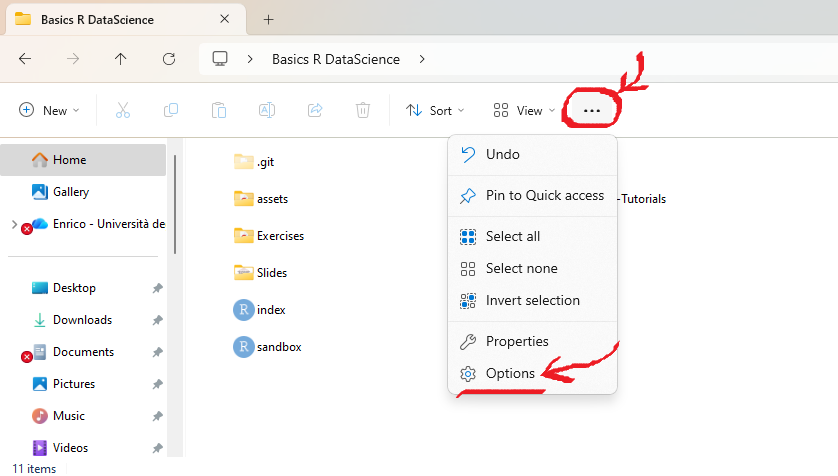 Basics R DataScience
Basics R DataScience
New
Sort
View
...
Home
Gallery
Enrico - Università de
Desktop
Downloads
Documents
Pictures
Music
Videos
.git
assets
Exercises
Slides
R index
R sandbox
-Tutorials
Undo
Pin to Quick access
Select all
Select none
Invert selection
Properties
Options
11 items